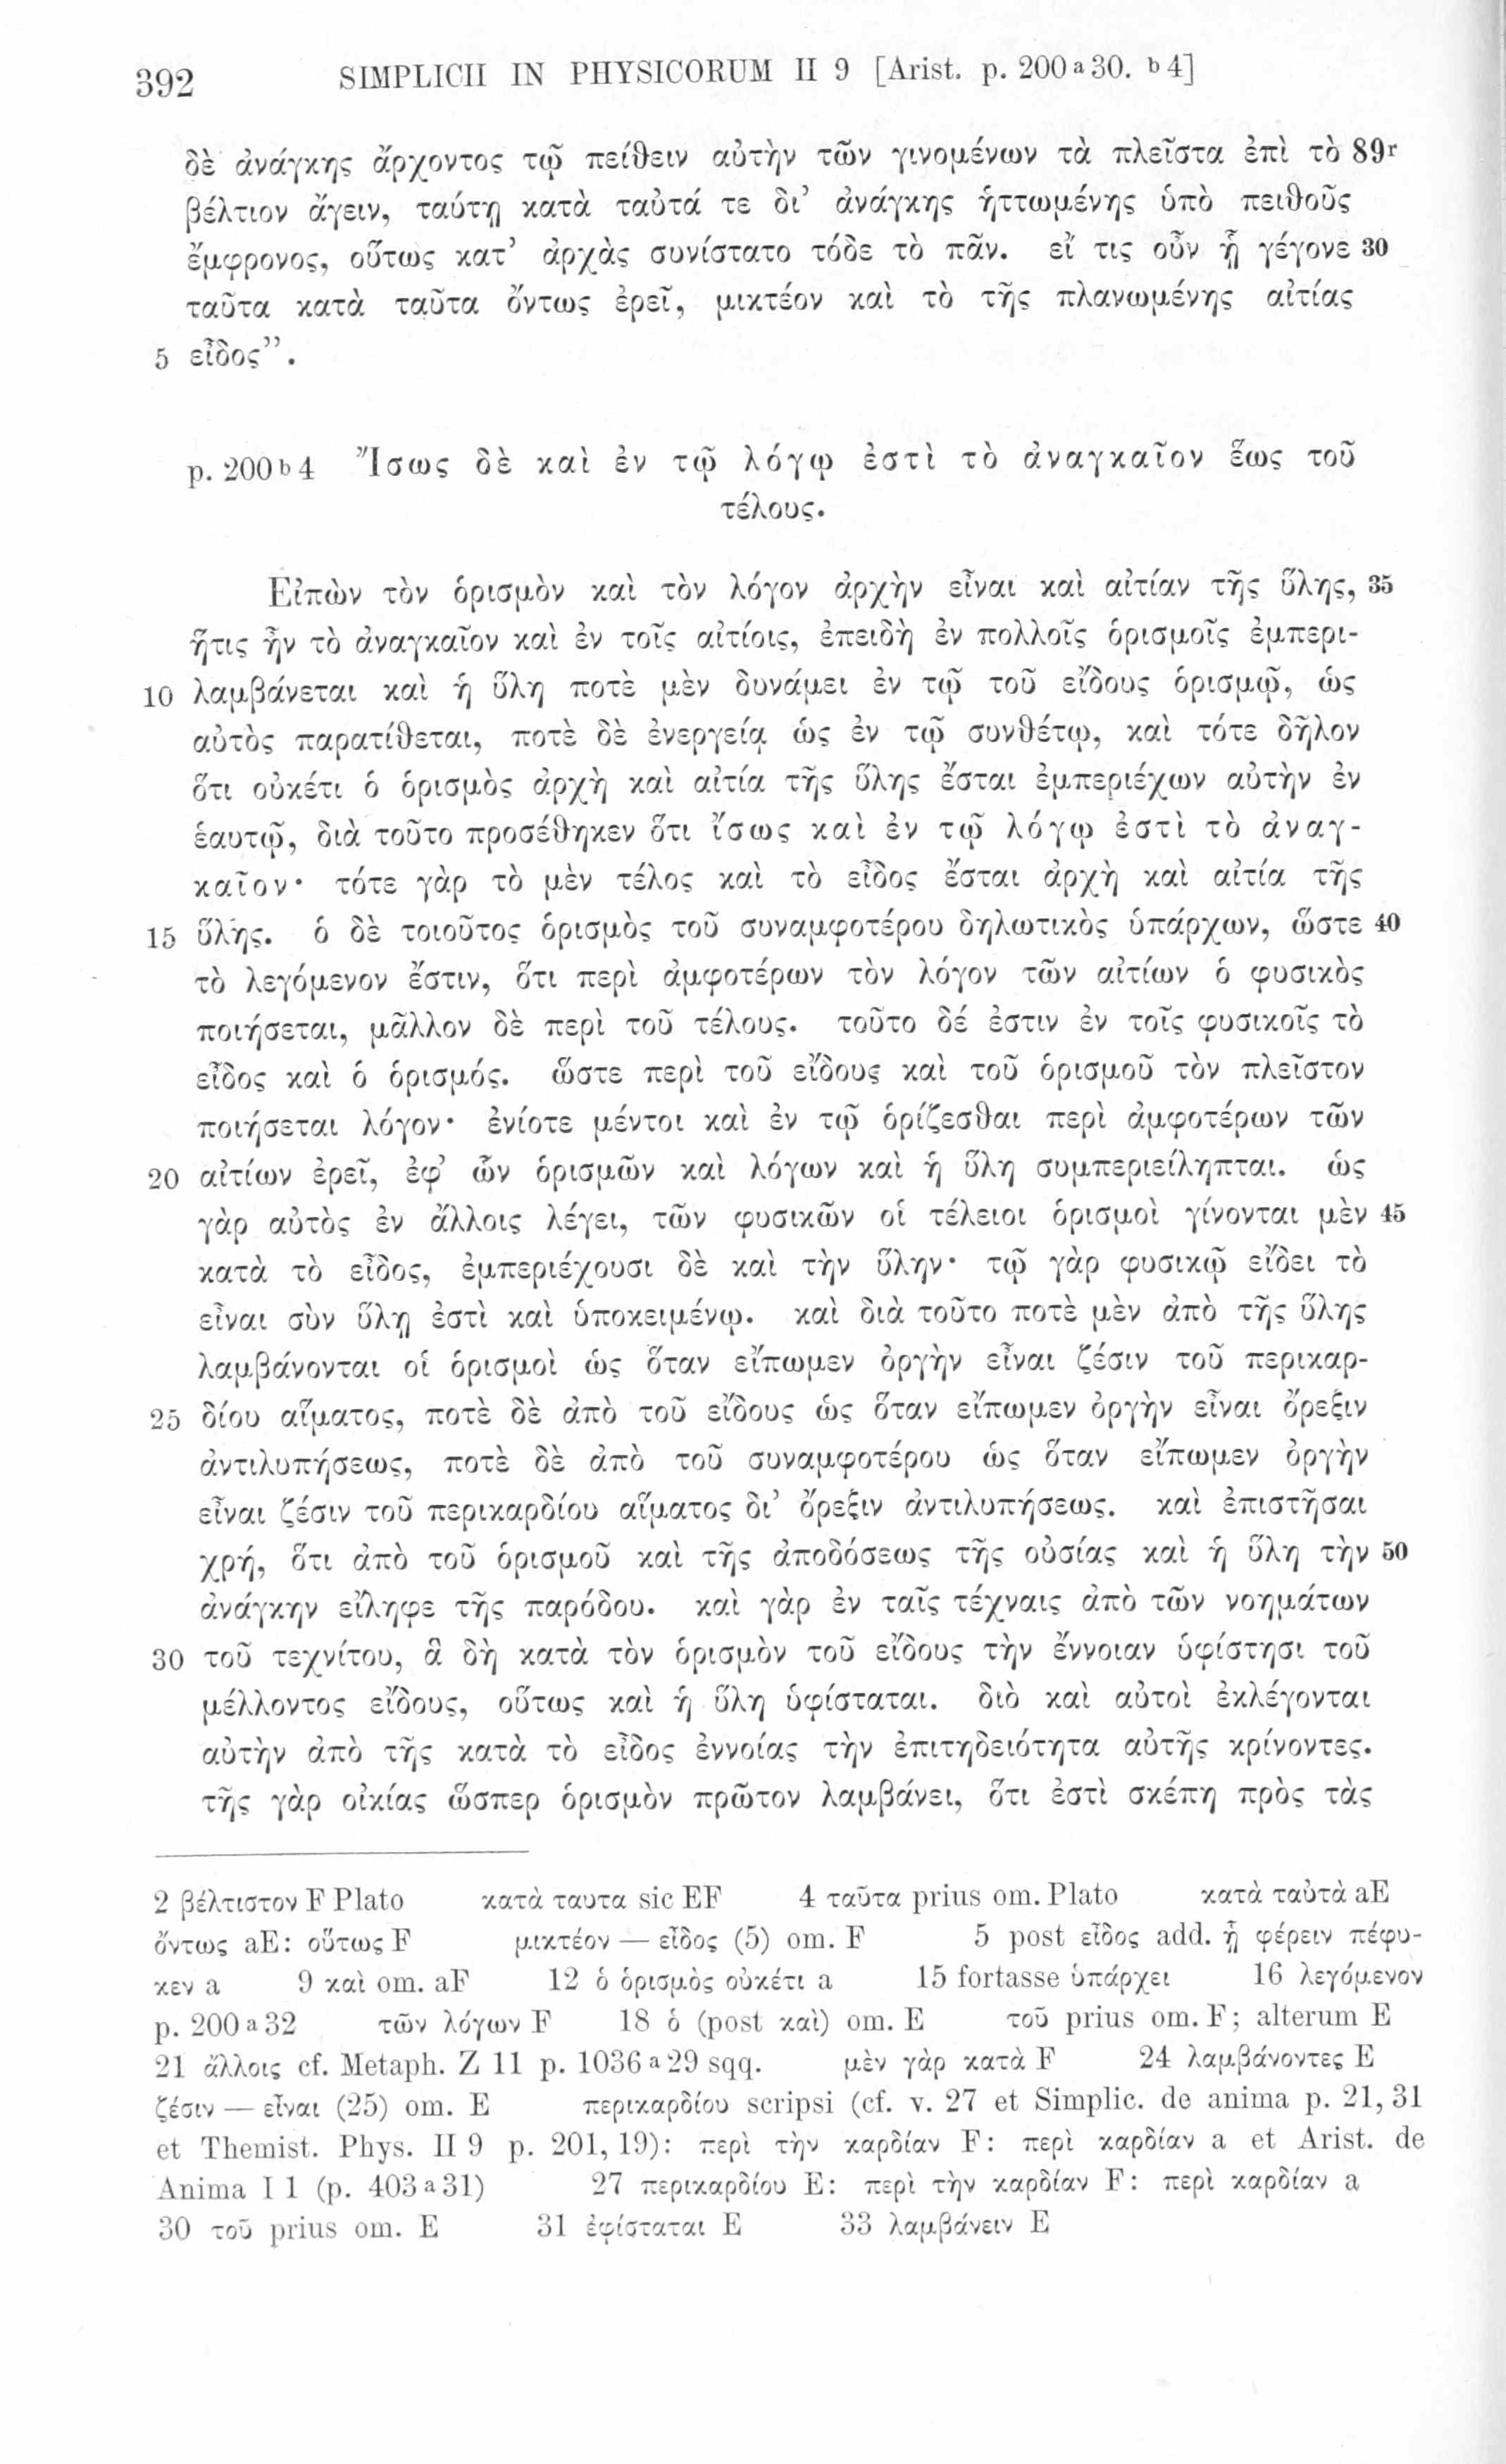 392 SIMPLICII IN PHYSICORUM II 9 [Arist. p. 200 a 30. b 4]
δὲ ἀνάγκης ἄρχοντος τῷ πείθειν αὐτὴν τῶν γινομένων τὰ πλεῖστα ἐπὶ τὸ 89r
βέλτιον ἄγειν, ταύτῃ κατὰ ταὐτά τε δι’ ἀνάγκης ἡττωμένης ὑπὸ πειθοῦς
ἔμφρονος, οὕτως κατ’ ἀρχὰς συνίστατο τόδε τὸ πᾶν. εἴ τις οὖν ᾗ γέγονε 30
ταῦτα κατὰ ταῦτα ὄντως ἐρεῖ, μικτέον καὶ τὸ τῆς πλανωμένης αἰτίας
5 εἶδος”.
p. 200 b 4 Ἴσως δὲ καὶ ἐν τῷ λόγῳ ἐστὶ τὸ ἀναγκαῖον ἕως τοῦ
τέλους.
Εἰπὼν τὸν ὁρισμὸν καὶ τὸν λόγον ἀρχὴν εἶναι καὶ αἰτίαν τῆς ὕλης, 35
ἥτις ἦν τὸ ἀναγκαῖον καὶ ἐν τοῖς αἰτίοις, ἐπειδὴ ἐν πολλοῖς ὁρισμοῖς ἐμπερι-
10 λαμβάνεται καὶ ἡ ὕλη ποτὲ μὲν δυνάμει ἐν τῷ τοῦ εἴδους ὁρισμῷ, ὡς
αὐτὸς παρατίθεται, ποτὲ δὲ ἐνεργείᾳ ὡς ἐν τῷ συνθέτῳ, καὶ τότε δῆλον
ὅτι οὐκέτι ὁ ὁρισμὸς ἀρχὴ καὶ αἰτία τῆς ὕλης ἔσται ἐμπεριέχων αὐτὴν ἐν
ἑαυτῷ, διὰ τοῦτο προσέθηκεν ὅτι ἴσως καὶ ἐν τῷ λόγῳ ἐστὶ τὸ ἀναγ-
καῖον· τότε γὰρ τὸ μὲν τέλος καὶ τὸ εἶδος ἔσται ἀρχὴ καὶ αἰτία τῆς
15 ὕλης. ὁ δὲ τοιοῦτος ὁρισμὸς τοῦ συναμφοτέρου δηλωτικὸς ὑπάρχων, ὥστε 40
τὸ λεγόμενον ἔστιν, ὅτι περὶ ἀμφοτέρων τὸν λόγον τῶν αἰτίων ὁ φυσικὸς
ποιήσεται, μᾶλλον δὲ περὶ τοῦ τέλους. τοῦτο δέ ἐστιν ἐν τοῖς φυσικοῖς τὸ
εἶδος καὶ ὁ ὁρισμός. ὥστε περὶ τοῦ εἴδους καὶ τοῦ ὁρισμοῦ τὸν πλεῖστον
ποιήσεται λόγον· ἐνίοτε μέντοι καὶ ἐν τῷ ὁρίζεσθαι περὶ ἀμφοτέρων τῶν
20 αἰτίων ἐρεῖ, ἐφ’ ὧν ὁρισμῶν καὶ λόγων καὶ ἡ ὕλη συμπεριείληπται. ὡς
γὰρ αὐτὸς ἐν ἄλλοις λέγει, τῶν φυσικῶν οἱ τέλειοι ὁρισμοὶ γίνονται μὲν 45
κατὰ τὸ εἶδος, ἐμπεριέχουσι δὲ καὶ τὴν ὕλην· τῷ γὰρ φυσικῷ εἴδει τὸ
εἶναι σὺν ὕλῃ ἐστὶ καὶ ὑποκειμένῳ. καὶ διὰ τοῦτο ποτὲ μὲν ἀπὸ τῆς ὕλης
λαμβάνονται οἱ ὁρισμοὶ ὡς ὅταν εἴπωμεν ὀργὴν εἶναι ζέσιν τοῦ περικαρ-
25 δίου αἵματος, ποτὲ δὲ ἀπὸ τοῦ εἴδους ὡς ὅταν εἴπωμεν ὀργὴν εἶναι ὄρεξιν
ἀντιλυπήσεως, ποτὲ δὲ ἀπὸ τοῦ συναμφοτέρου ὡς ὅταν εἴπωμεν ὀργὴν
εἶναι ζέσιν τοῦ περικαρδίου αἵματος δι’ ὄρεξιν ἀντιλυπήσεως. καὶ ἐπιστῆσαι
χρή, ὅτι ἀπὸ τοῦ ὁρισμοῦ καὶ τῆς ἀποδόσεως τῆς οὐσίας καὶ ἡ ὕλη τὴν 50
ἀνάγκην εἴληφε τῆς παρόδου. καὶ γὰρ ἐν ταῖς τέχναις ἀπὸ τῶν νοημάτων
30 τοῦ τεχνίτου, ἃ δὴ κατὰ τὸν ὁρισμὸν τοῦ εἴδους τὴν ἔννοιαν ὑφίστησι τοῦ
μέλλοντος εἴδους, οὕτως καὶ ἡ ὕλη ὑφίσταται. διὸ καὶ αὐτοὶ ἐκλέγονται
αὐτὴν ἀπὸ τῆς κατὰ τὸ εἶδος ἐννοίας τὴν ἐπιτηδειότητα αὐτῆς κρίνοντες.
τῆς γὰρ οἰκίας ὥσπερ ὁρισμὸν πρῶτον λαμβάνει, ὅτι ἐστὶ σκέπη πρὸς τὰς
2 βέλτιστον F Plato κατὰ ταυτα sic EF 4 ταῦτα prius om. Plato κατὰ ταὐτὰ aE
ὄντως aE: οὕτως F μικτέον — εἶδος (5) om. F 5 post εἶδος add. ᾗ φέρειν πέφυ-
κεν a 9 καὶ om. aF 12 ὁ ὁρισμὸς οὐκέτι a 15 fortasse ὑπάρχει 16 λεγόμενον
p. 200 a 32 τῶν λόγων F 18 ὁ (post καὶ) om. E τοῦ prius om. F; alterum E
21 ἄλλοις cf. Metaph. Z 11 p. 1036 a 29 sqq. μὲν γὰρ κατὰ F 24 λαμβάνοντες E
ζέσιν — εἶναι (25) om. E περικαρδίου scripsi (cf. v. 27 et Simplic. de anima p. 21, 31
et Themist. Phys. II 9 p. 201, 19): περὶ τὴν καρδίαν F: περὶ καρδίαν a et Arist. de
Anima I 1 (p. 403 a 31) 27 περικαρδίου E: περὶ τὴν καρδίαν F: περὶ καρδίαν a
30 τοῦ prius om. E 31 ἐφίσταται E 33 λαμβάνειν E